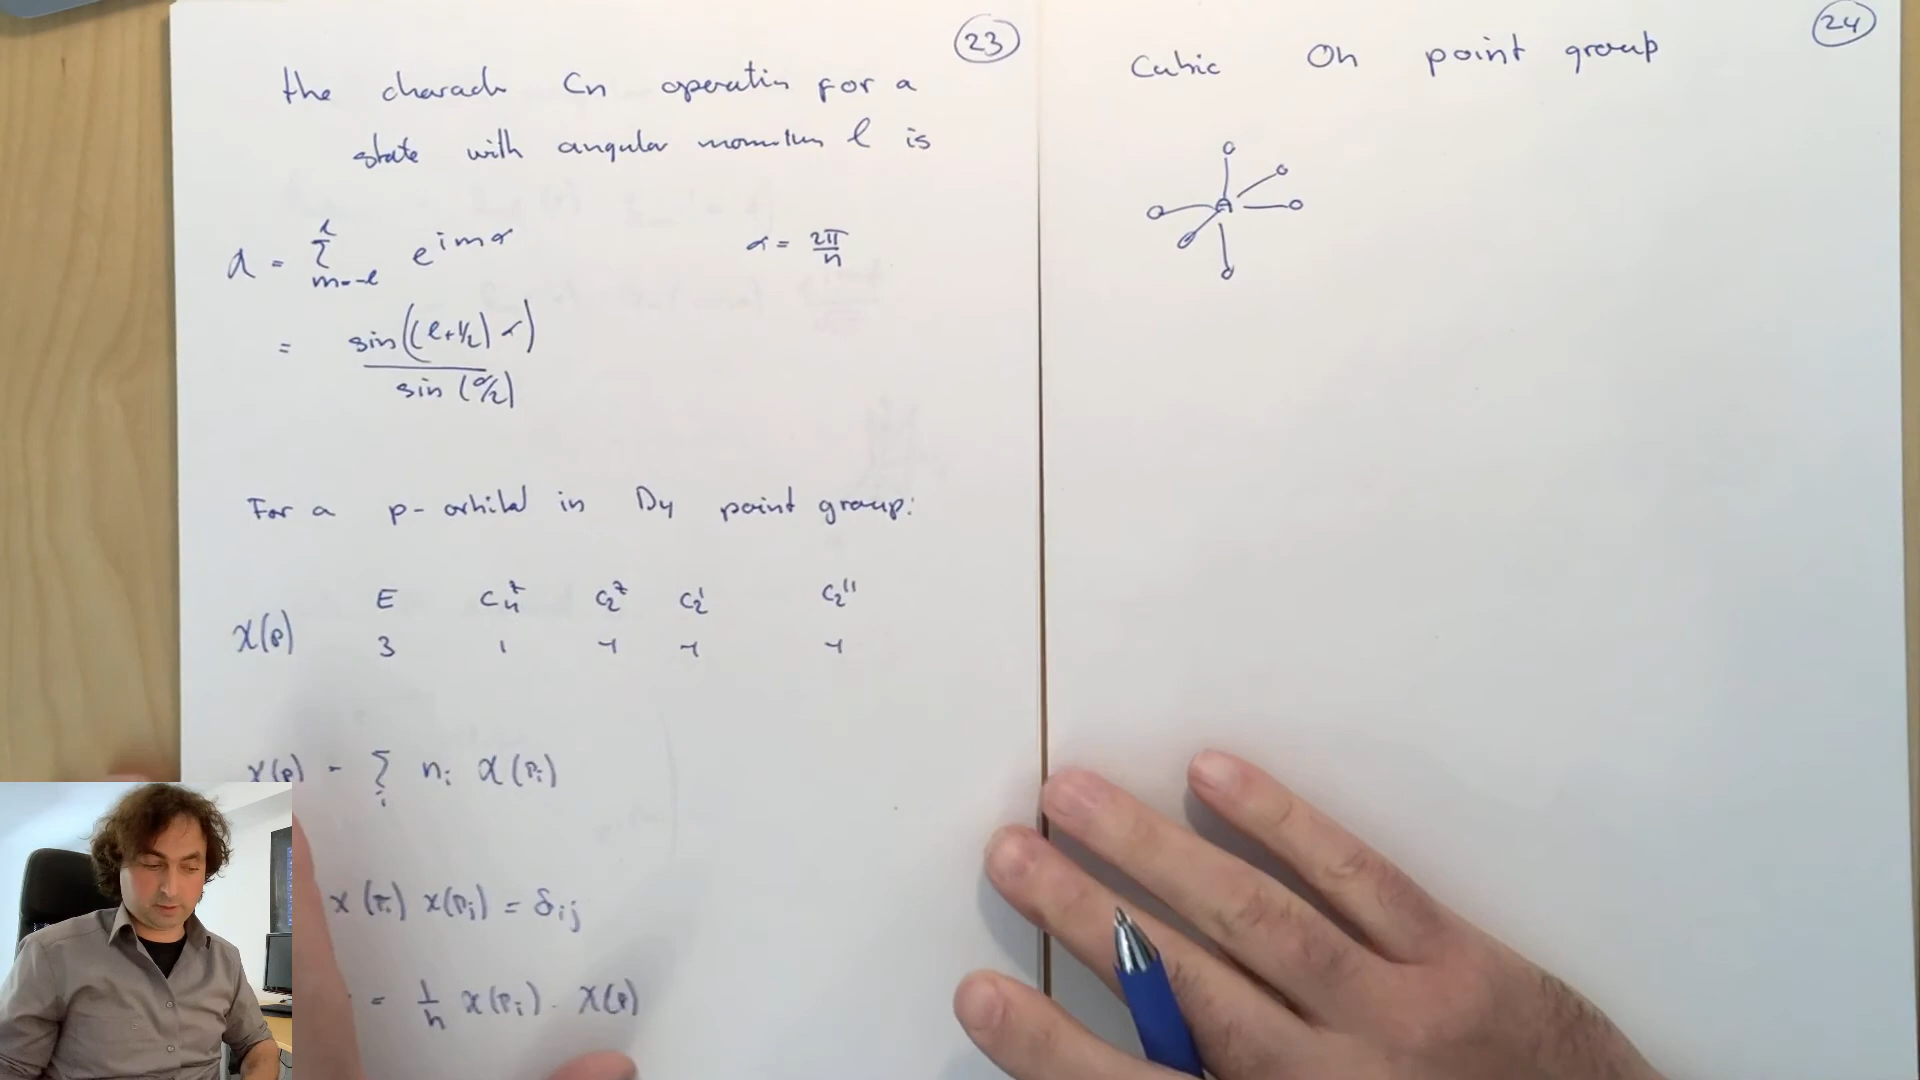 23
the charach Cn operatin for a
state with angular momentum l is
χ = Σ_{m=-l}^{l} e^{imα} α = 2π/n
= sin((l+1/2)α) / sin(α/2)
For a p-orbital in D4 point group:
E C4^z C2^z C2' C2''
χ(p) 3 1 -1 -1 -1
χ(p) = Σ_i n_i χ(Γ_i)
χ(Γ_i) χ(Γ_j) = δ_ij
= 1/h χ(Γ_i) · χ(p)
24
Cubic Oh point group